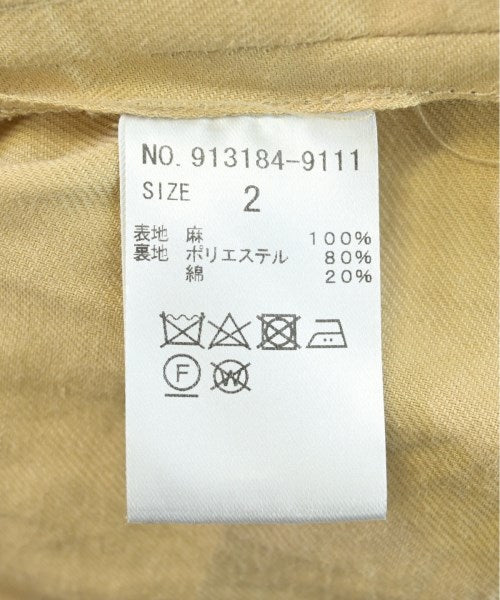 NO. 913184-9111
SIZE 2
表地 麻 100%
裏地 ポリエステル 80%
綿 20%
F W